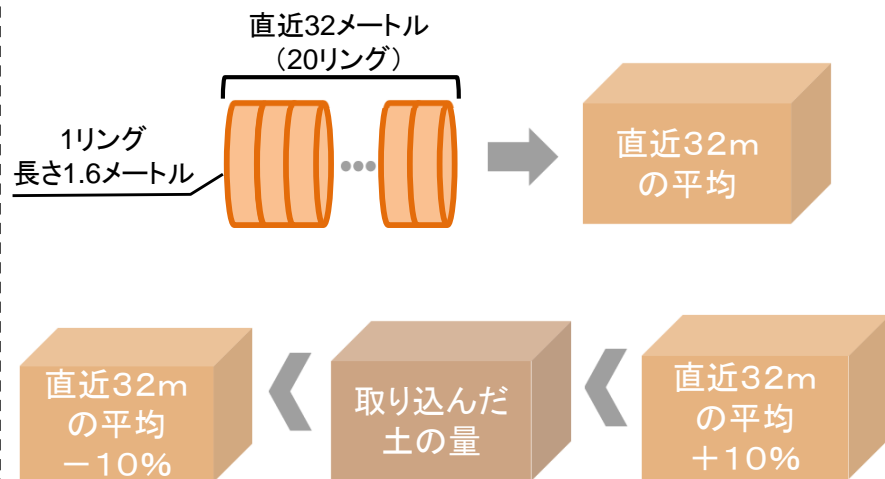 直近32メートル
（20リング）
1リング
長さ1.6メートル
直近32ｍ
の平均
直近32ｍ
の平均
－10%
取り込んだ
土の量
直近32ｍ
の平均
＋10%